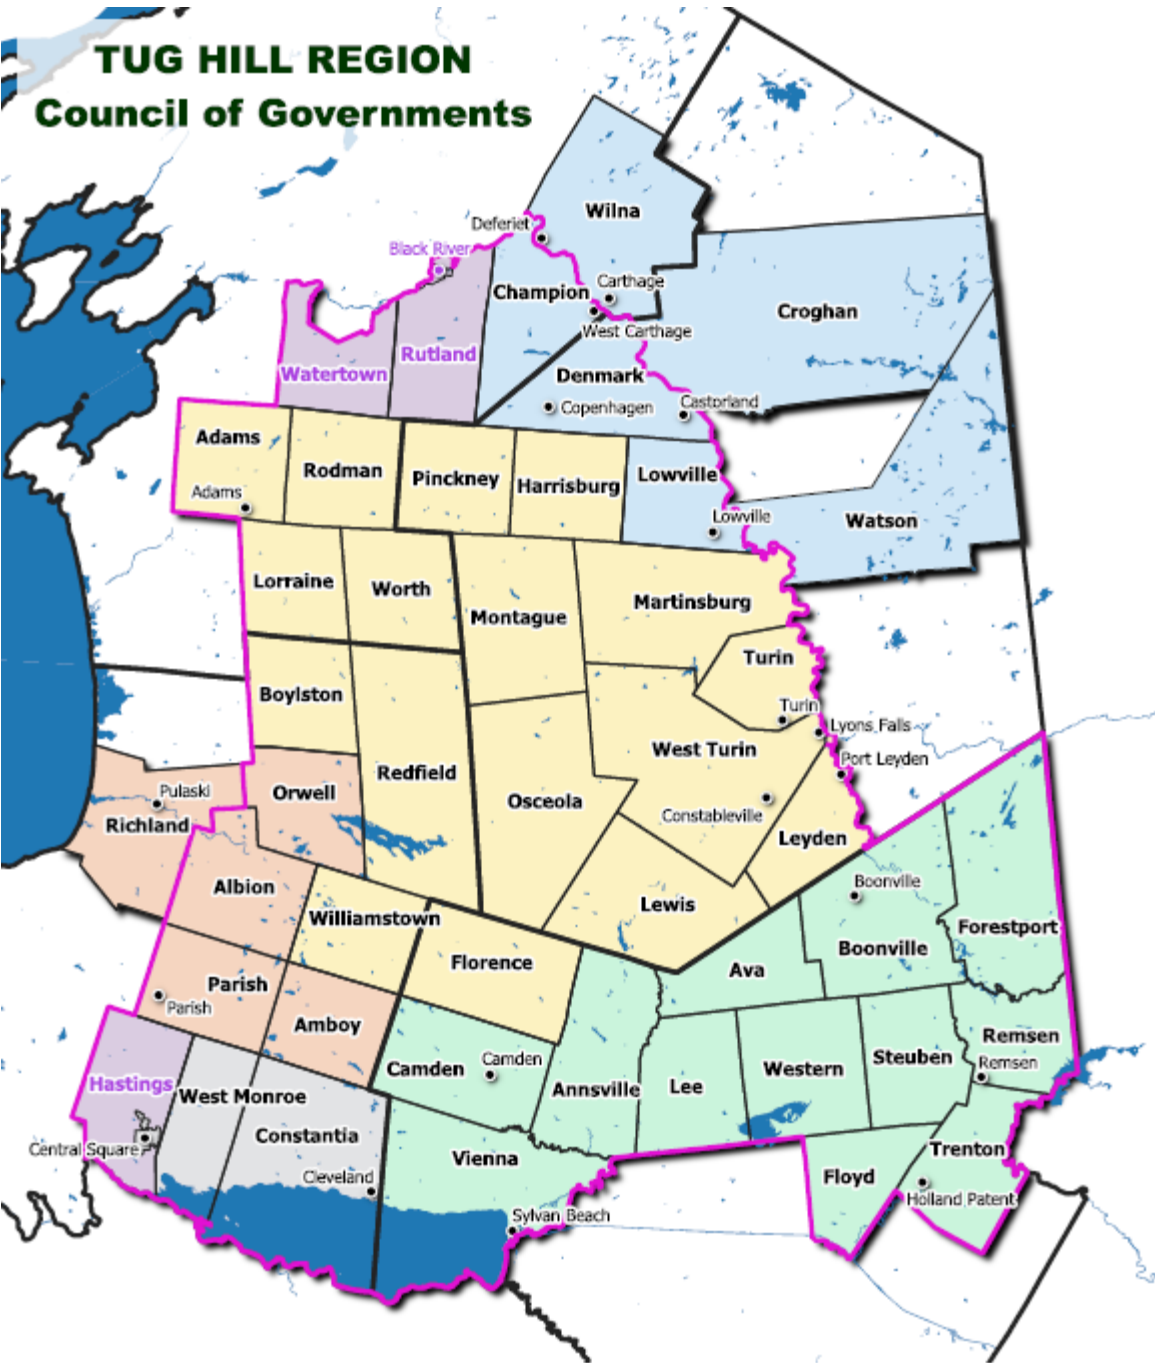 TUG HILL REGION
Council of Governments
Wilna
Deferiet
Black River
Carthage
Champion
Croghan
West Carthage
Rutland
Watertown
Denmark
Copenhagen
Castorland
Adams
Rodman
Pinckney
Harrisburg
Lowville
Adams
Lowville
Watson
Lorraine
Worth
Montague
Martinsburg
Turin
Boylston
Turin
Lyons Falls
West Turin
Port Leyden
Redfield
Pulaski
Orwell
Osceola
Constableville
Richland
Leyden
Albion
Boonville
Williamstown
Lewis
Boonville
Forestport
Florence
Ava
Parish
Parish
Amboy
Remsen
Camden
Camden
Steuben
Remsen
Western
Hastings
Annsville
Lee
West Monroe
Constantia
Central Square
Vienna
Trenton
Cleveland
Floyd
Holland Patent
Sylvan Beach